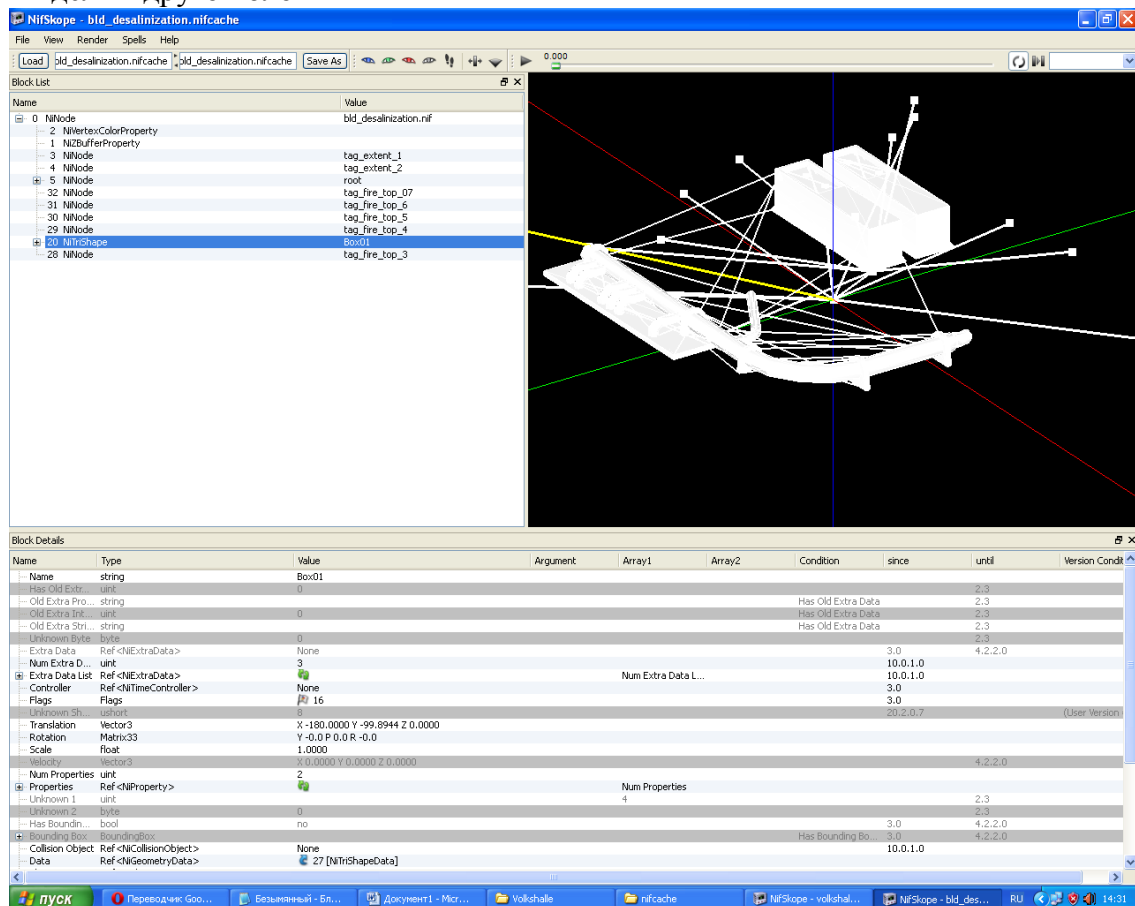 NifSkope - bld_desalinization.nifcache
File View Render Spells Help
Load bld_desalinization.nifcache bld_desalinization.nifcache Save As 0.000
Block List
Name Value
0 NiNode bld_desalinization.nif
2 NiVertexColorProperty
1 NiZBufferProperty
3 NiNode tag_extent_1
4 NiNode tag_extent_2
5 NiNode root
32 NiNode tag_fire_top_07
31 NiNode tag_fire_top_6
30 NiNode tag_fire_top_5
29 NiNode tag_fire_top_4
20 NiTriShape Box01
28 NiNode tag_fire_top_3
Block Details
Name Type Value Argument Array1 Array2 Condition since until Version Condit
Name string Box01
Has Old Extr... uint 0 2.3
Old Extra Pro... string Has Old Extra Data 2.3
Old Extra Int... uint 0 Has Old Extra Data 2.3
Old Extra Stri... string Has Old Extra Data 2.3
Unknown Byte byte 0 2.3
Extra Data Ref<NiExtraData> None 3.0 4.2.2.0
Num Extra D... uint 3 10.0.1.0
Extra Data List Ref<NiExtraData> Num Extra Data L... 10.0.1.0
Controller Ref<NiTimeController> None 3.0
Flags Flags 16 3.0
Unknown Sh... ushort 8 20.2.0.7 (User Version
Translation Vector3 X -180.0000 Y -99.8944 Z 0.0000
Rotation Matrix33 Y -0.0 P 0.0 R -0.0
Scale float 1.0000
Velocity Vector3 X 0.0000 Y 0.0000 Z 0.0000 4.2.2.0
Num Properties uint 2
Properties Ref<NiProperty> Num Properties
Unknown 1 uint 4 2.3
Unknown 2 byte 0 2.3
Has Boundin... bool no 3.0 4.2.2.0
Bounding Box BoundingBox Has Bounding Bo... 3.0 4.2.2.0
Collision Object Ref<NiCollisionObject> None 10.0.1.0
Data Ref<NiGeometryData> 27 [NiTriShapeData]
пуск Переводчик Goo... Безымянный - Бл... Документ1 - Micr... Volkshalle nifcache NifSkope - volkshal... NifSkope - bld_des... RU 14:31